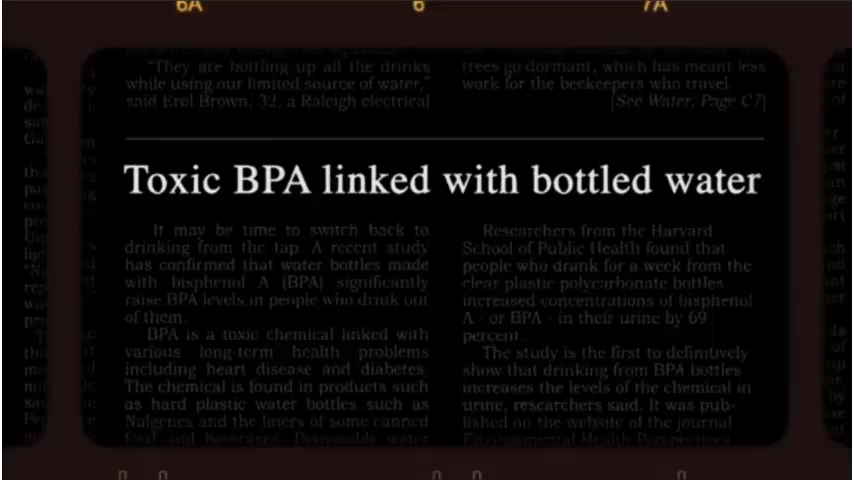 6A 6 7A
"They are bottling up all the drinks
while using our limited source of water,"
said Erol Brown, 32, a Raleigh electrical
trees go dormant, which has meant less
work for the beekeepers who travel.
[See Water, Page C7]
Toxic BPA linked with bottled water
It may be time to switch back to
drinking from the tap. A recent study
has confirmed that water bottles made
with bisphenol A (BPA) significantly
raise BPA levels in people who drink out
of them.
BPA is a toxic chemical linked with
various long-term health problems
including heart disease and diabetes.
The chemical is found in products such
as hard plastic water bottles such as
Nalgenes and the liners of some canned
food and beverages. Disposable water
Researchers from the Harvard
School of Public Health found that
people who drank for a week from the
clear plastic polycarbonate bottles
increased concentrations of bisphenol
A - or BPA - in their urine by 69
percent.
The study is the first to definitively
show that drinking from BPA bottles
increases the levels of the chemical in
urine, researchers said. It was pub-
lished on the website of the journal
Environmental Health Perspectives